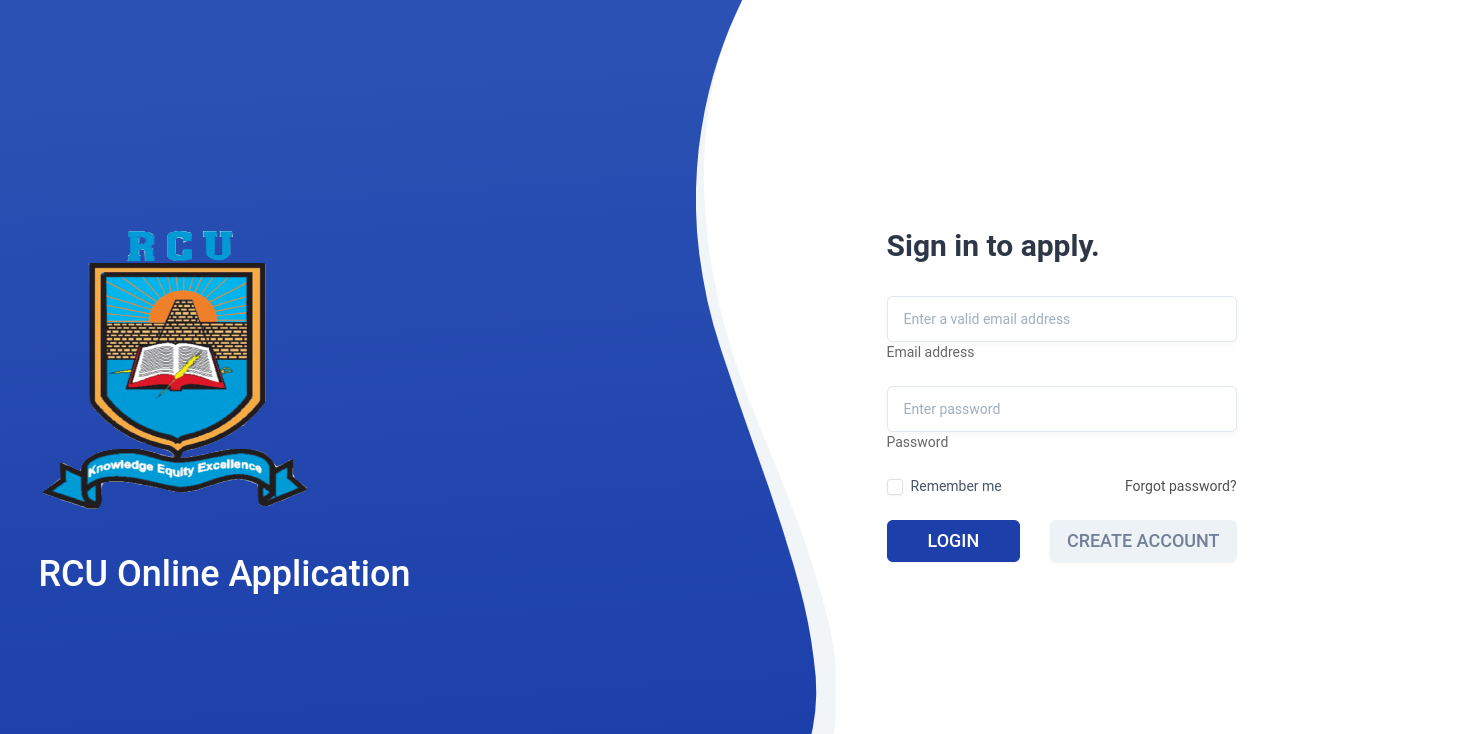 RCU
Knowledge Equity Excellence
RCU Online Application
Sign in to apply.
Enter a valid email address
Email address
Enter password
Password
Remember me
Forgot password?
LOGIN
CREATE ACCOUNT